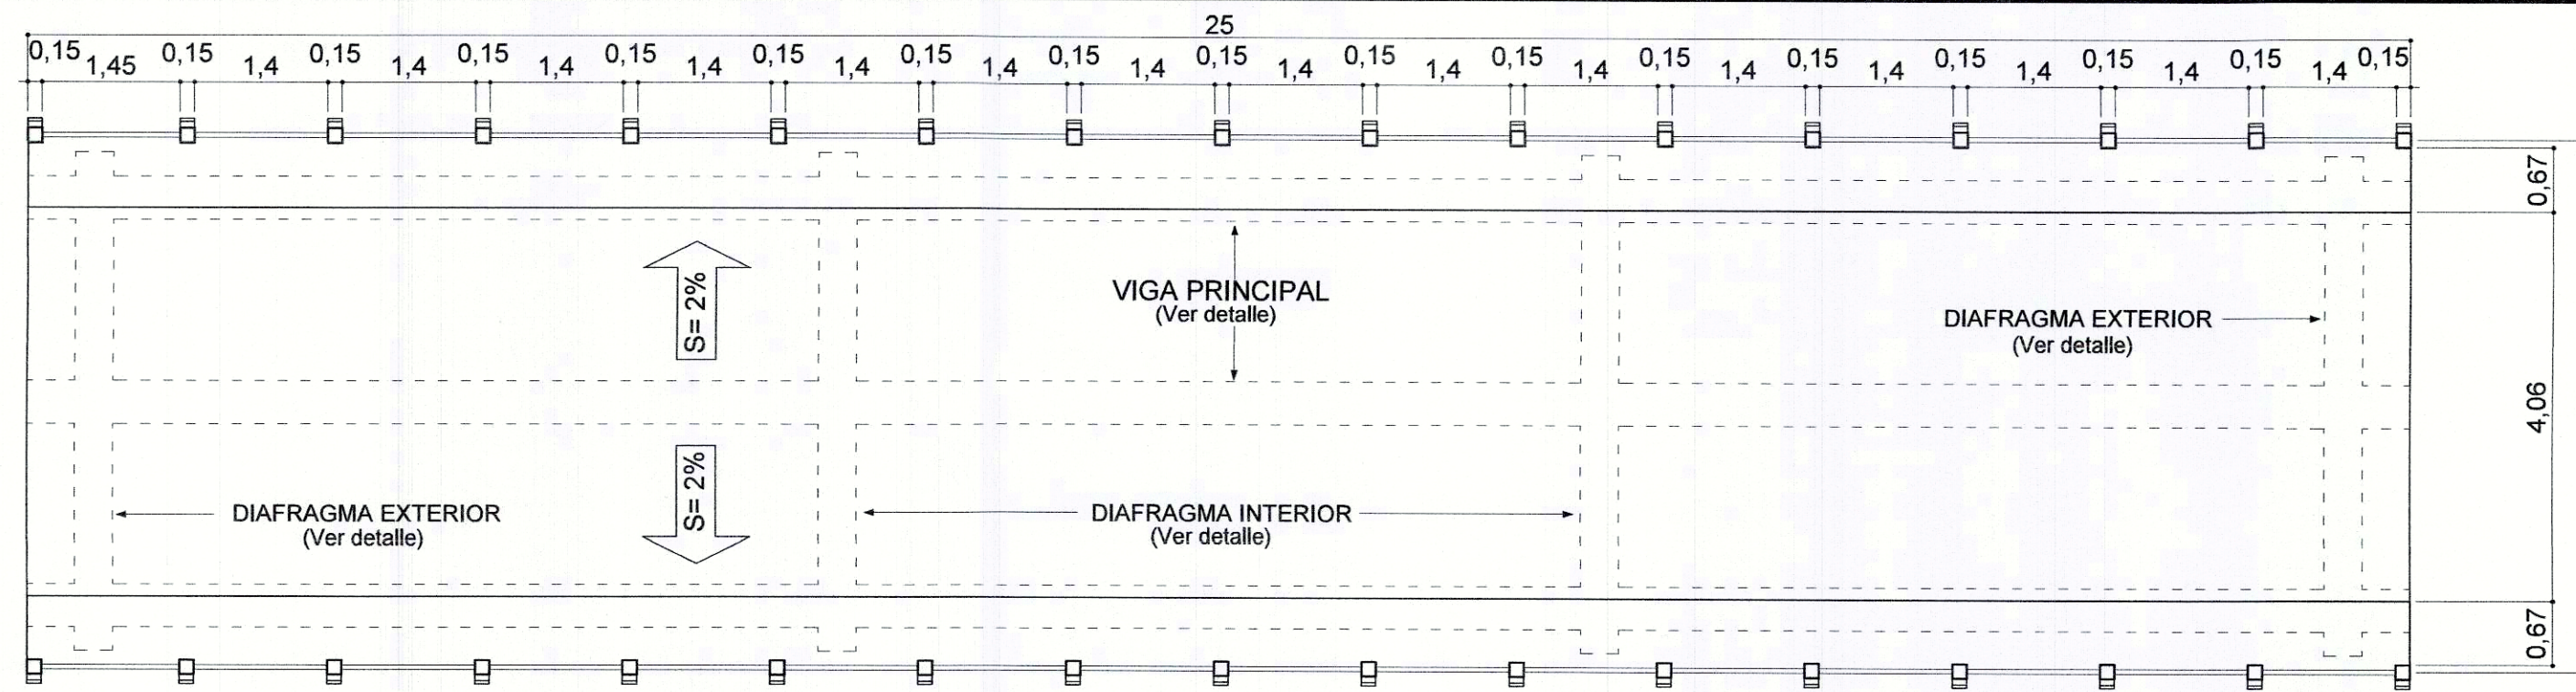 25
0,15 1,45 0,15 1,4 0,15 1,4 0,15 1,4 0,15 1,4 0,15 1,4 0,15 1,4 0,15 1,4 0,15 1,4 0,15 1,4 0,15 1,4 0,15 1,4 0,15 1,4 0,15 1,4 0,15 1,4 0,15 1,4 0,15
0,67
S= 2%
VIGA PRINCIPAL
(Ver detalle)
DIAFRAGMA EXTERIOR
(Ver detalle)
4,06
S= 2%
DIAFRAGMA EXTERIOR
(Ver detalle)
DIAFRAGMA INTERIOR
(Ver detalle)
0,67